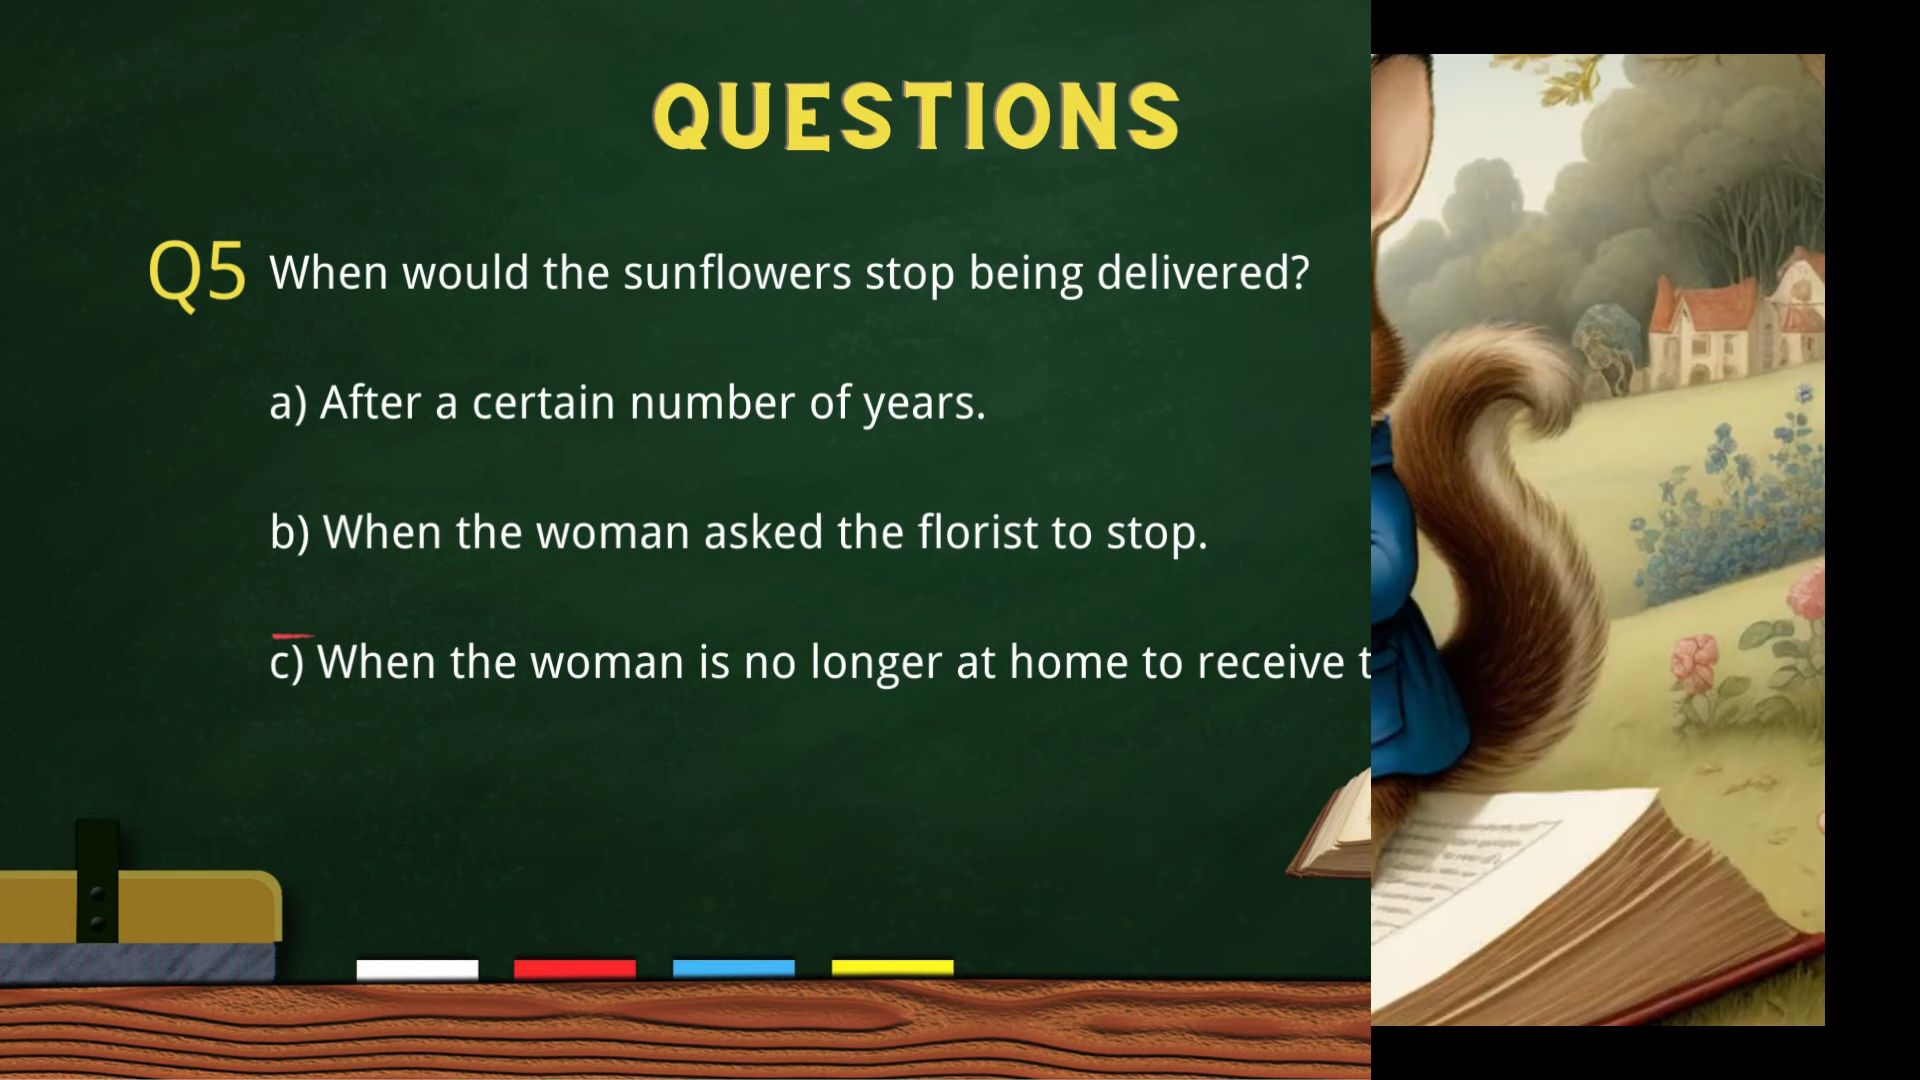 QUESTIONS
Q5 When would the sunflowers stop being delivered?
a) After a certain number of years.
b) When the woman asked the florist to stop.
c) When the woman is no longer at home to receive